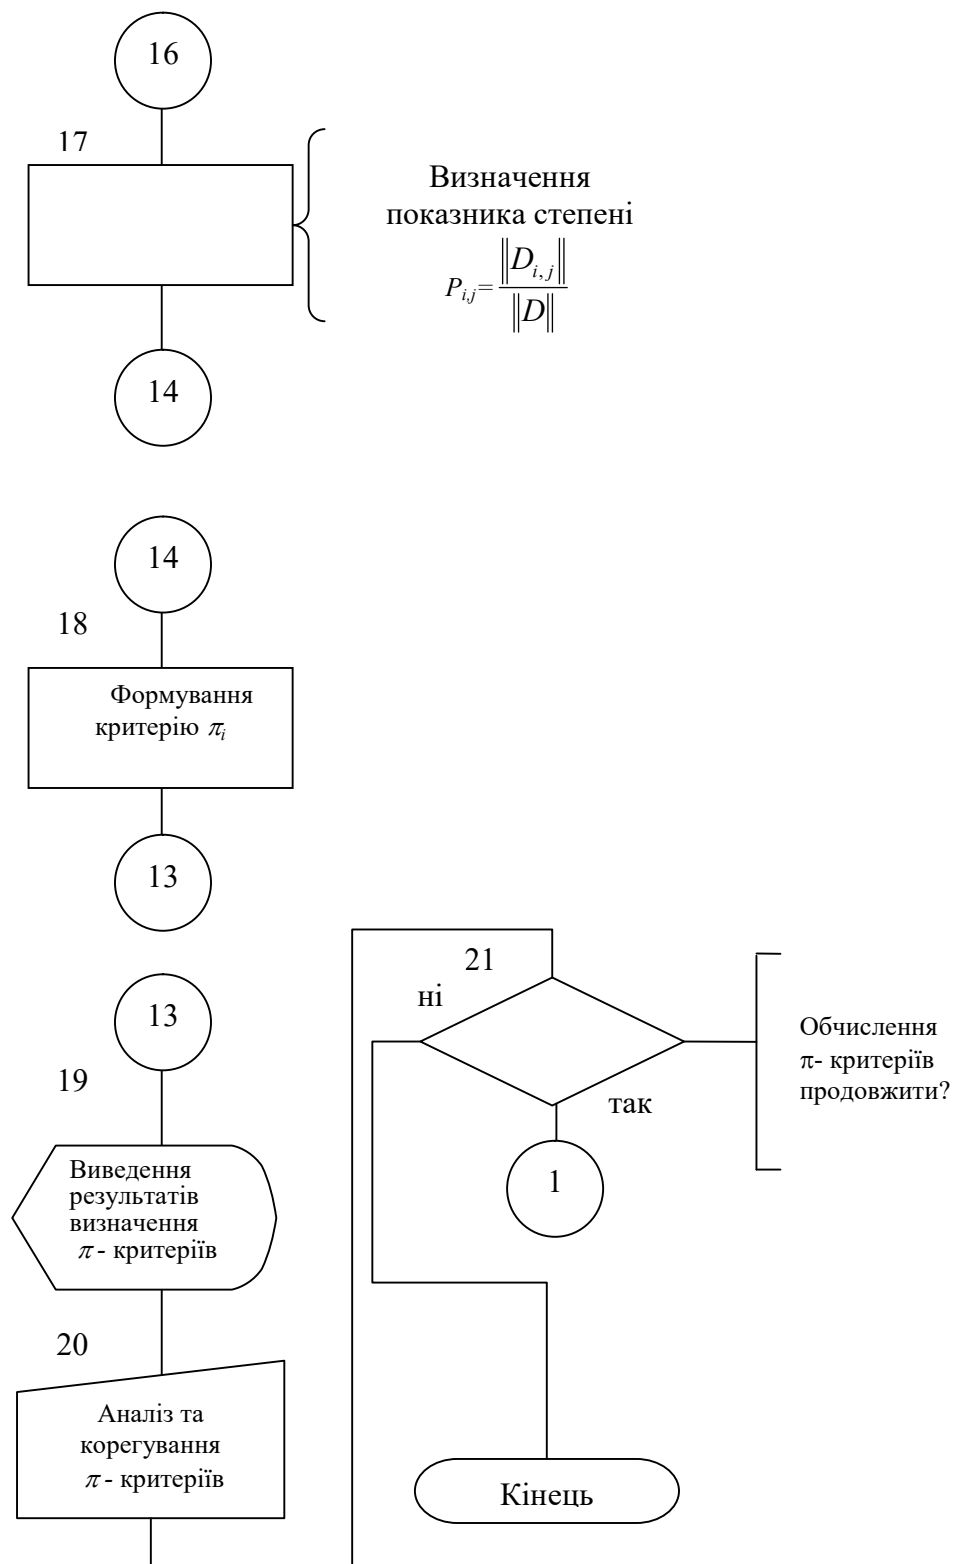 16
17
Визначення
показника степені
P_{i,j}=‖D_{i,j}‖/‖D‖
14
14
18
Формування
критерію π_i
13
13
19
Виведення
результатів
визначення
π - критеріїв
20
Аналіз та
корегування
π - критеріїв
21
ні
так
1
Обчислення
π- критеріїв
продовжити?
Кінець